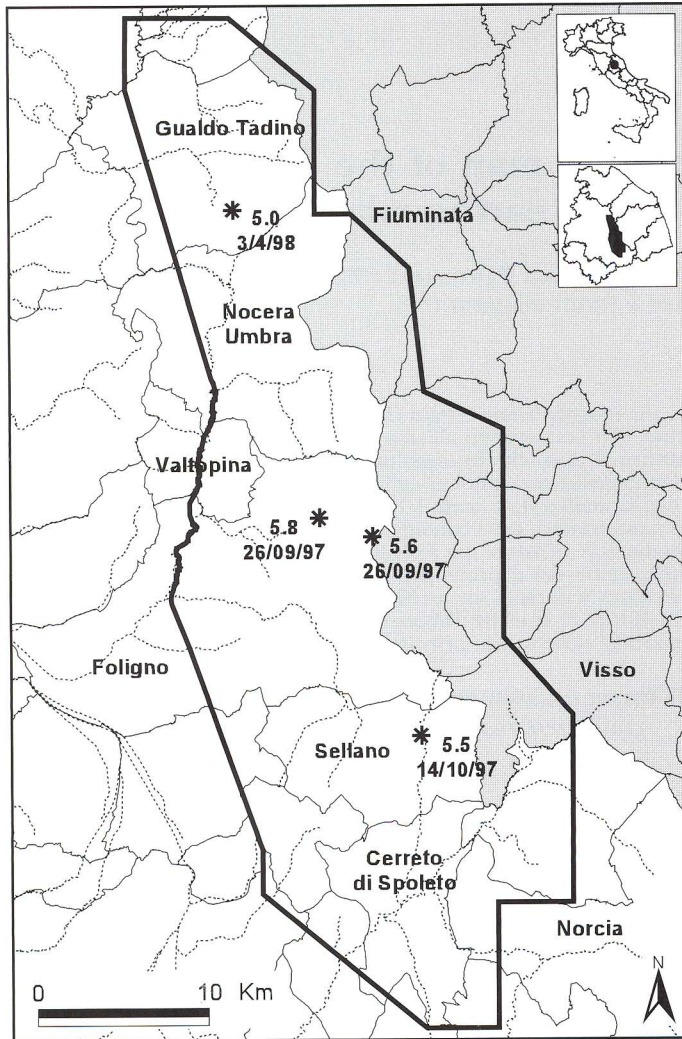 Gualdo Tadino
5.0
3/4/98
Fiuminata
Nocera
Umbra
Valtopina
5.8
26/09/97
5.6
26/09/97
Foligno
Visso
Sellano
5.5
14/10/97
Cerreto
di Spoleto
Norcia
0 10 Km
N